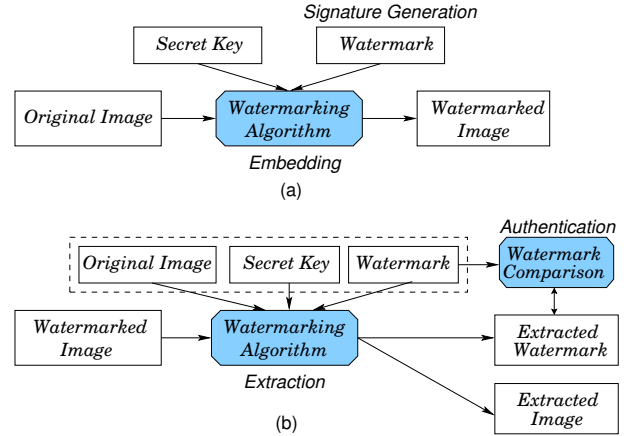 Signature Generation
Secret Key
Watermark
Original Image
Watermarking
Algorithm
Watermarked
Image
Embedding
(a)
Authentication
Original Image
Secret Key
Watermark
Watermark
Comparison
Watermarked
Image
Watermarking
Algorithm
Extracted
Watermark
Extraction
Extracted
Image
(b)